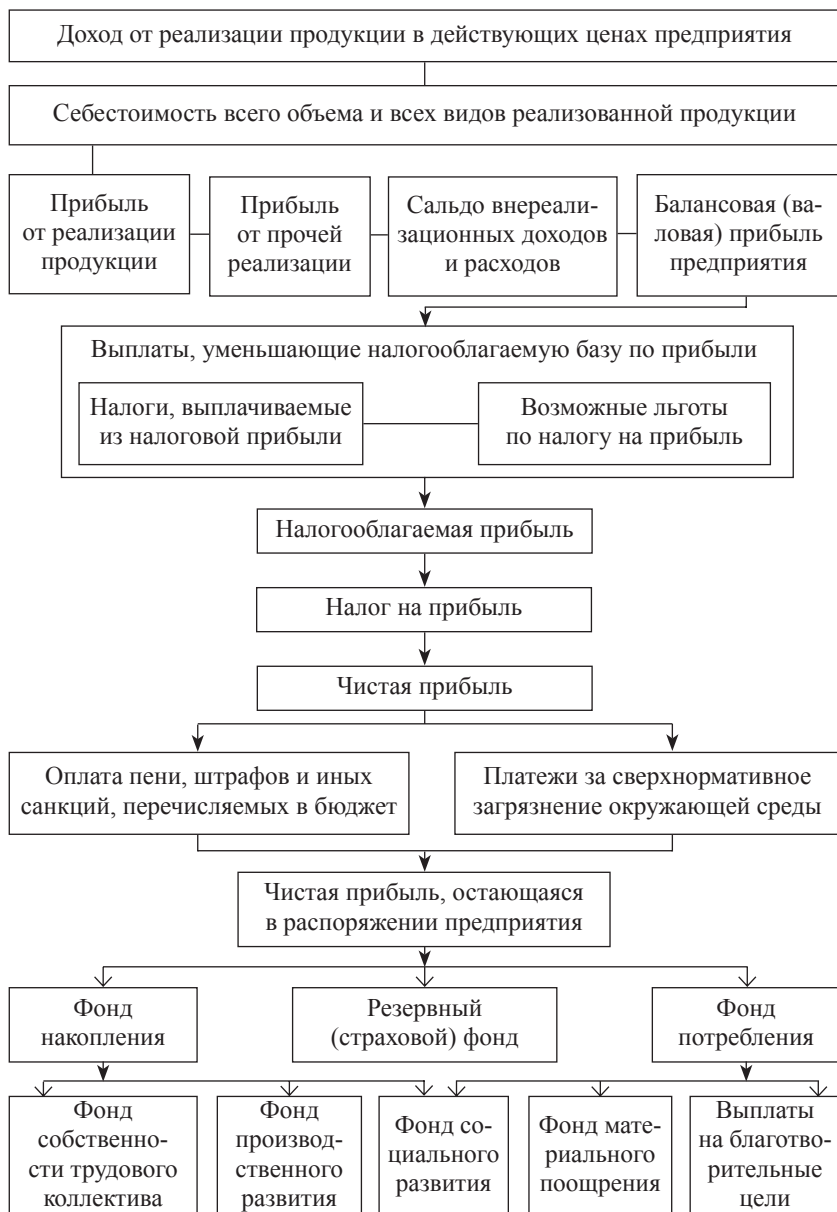 Доход от реализации продукции в действующих ценах предприятия
Себестоимость всего объема и всех видов реализованной продукции
Прибыль
от реализации
продукции
Прибыль
от прочей
реализации
Сальдо внереали-
зационных доходов
и расходов
Балансовая (ва-
ловая) прибыль
предприятия
Выплаты, уменьшающие налогооблагаемую базу по прибыли
Налоги, выплачиваемые
из налоговой прибыли
Возможные льготы
по налогу на прибыль
Налогооблагаемая прибыль
Налог на прибыль
Чистая прибыль
Оплата пени, штрафов и иных
санкций, перечисляемых в бюджет
Платежи за сверхнормативное
загрязнение окружающей среды
Чистая прибыль, остающаяся
в распоряжении предприятия
Фонд
накопления
Резервный
(страховой) фонд
Фонд
потребления
Фонд
собственно-
сти трудового
коллектива
Фонд
производ-
ственного
развития
Фонд со-
циального
развития
Фонд мате-
риального
поощрения
Выплаты
на благотво-
рительные
цели